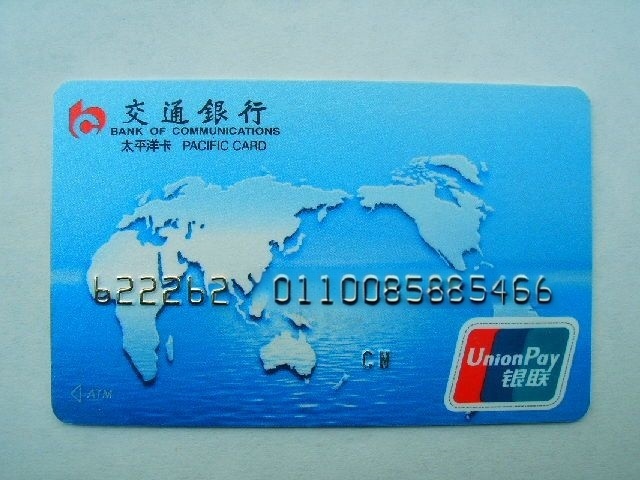 交通銀行
BANK OF COMMUNICATIONS
太平洋卡 PACIFIC CARD
622262 0110085885466
CN
UnionPay
银联
ATM